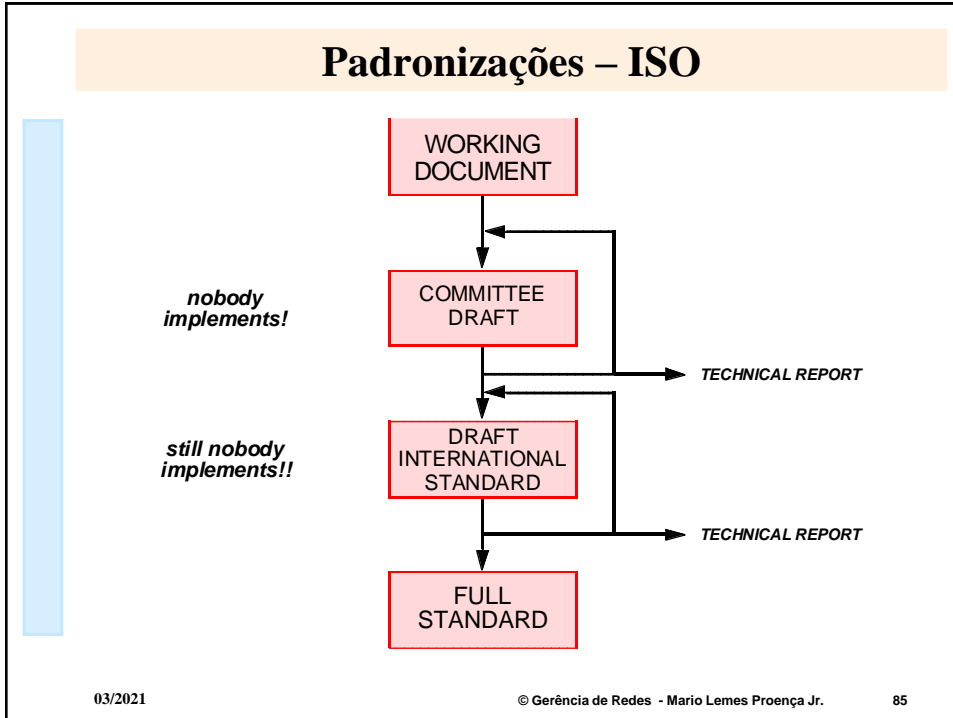 Padronizações – ISO
WORKING
DOCUMENT
nobody
implements!
COMMITTEE
DRAFT
TECHNICAL REPORT
still nobody
implements!!
DRAFT
INTERNATIONAL
STANDARD
TECHNICAL REPORT
FULL
STANDARD
03/2021
© Gerência de Redes - Mario Lemes Proença Jr.
85